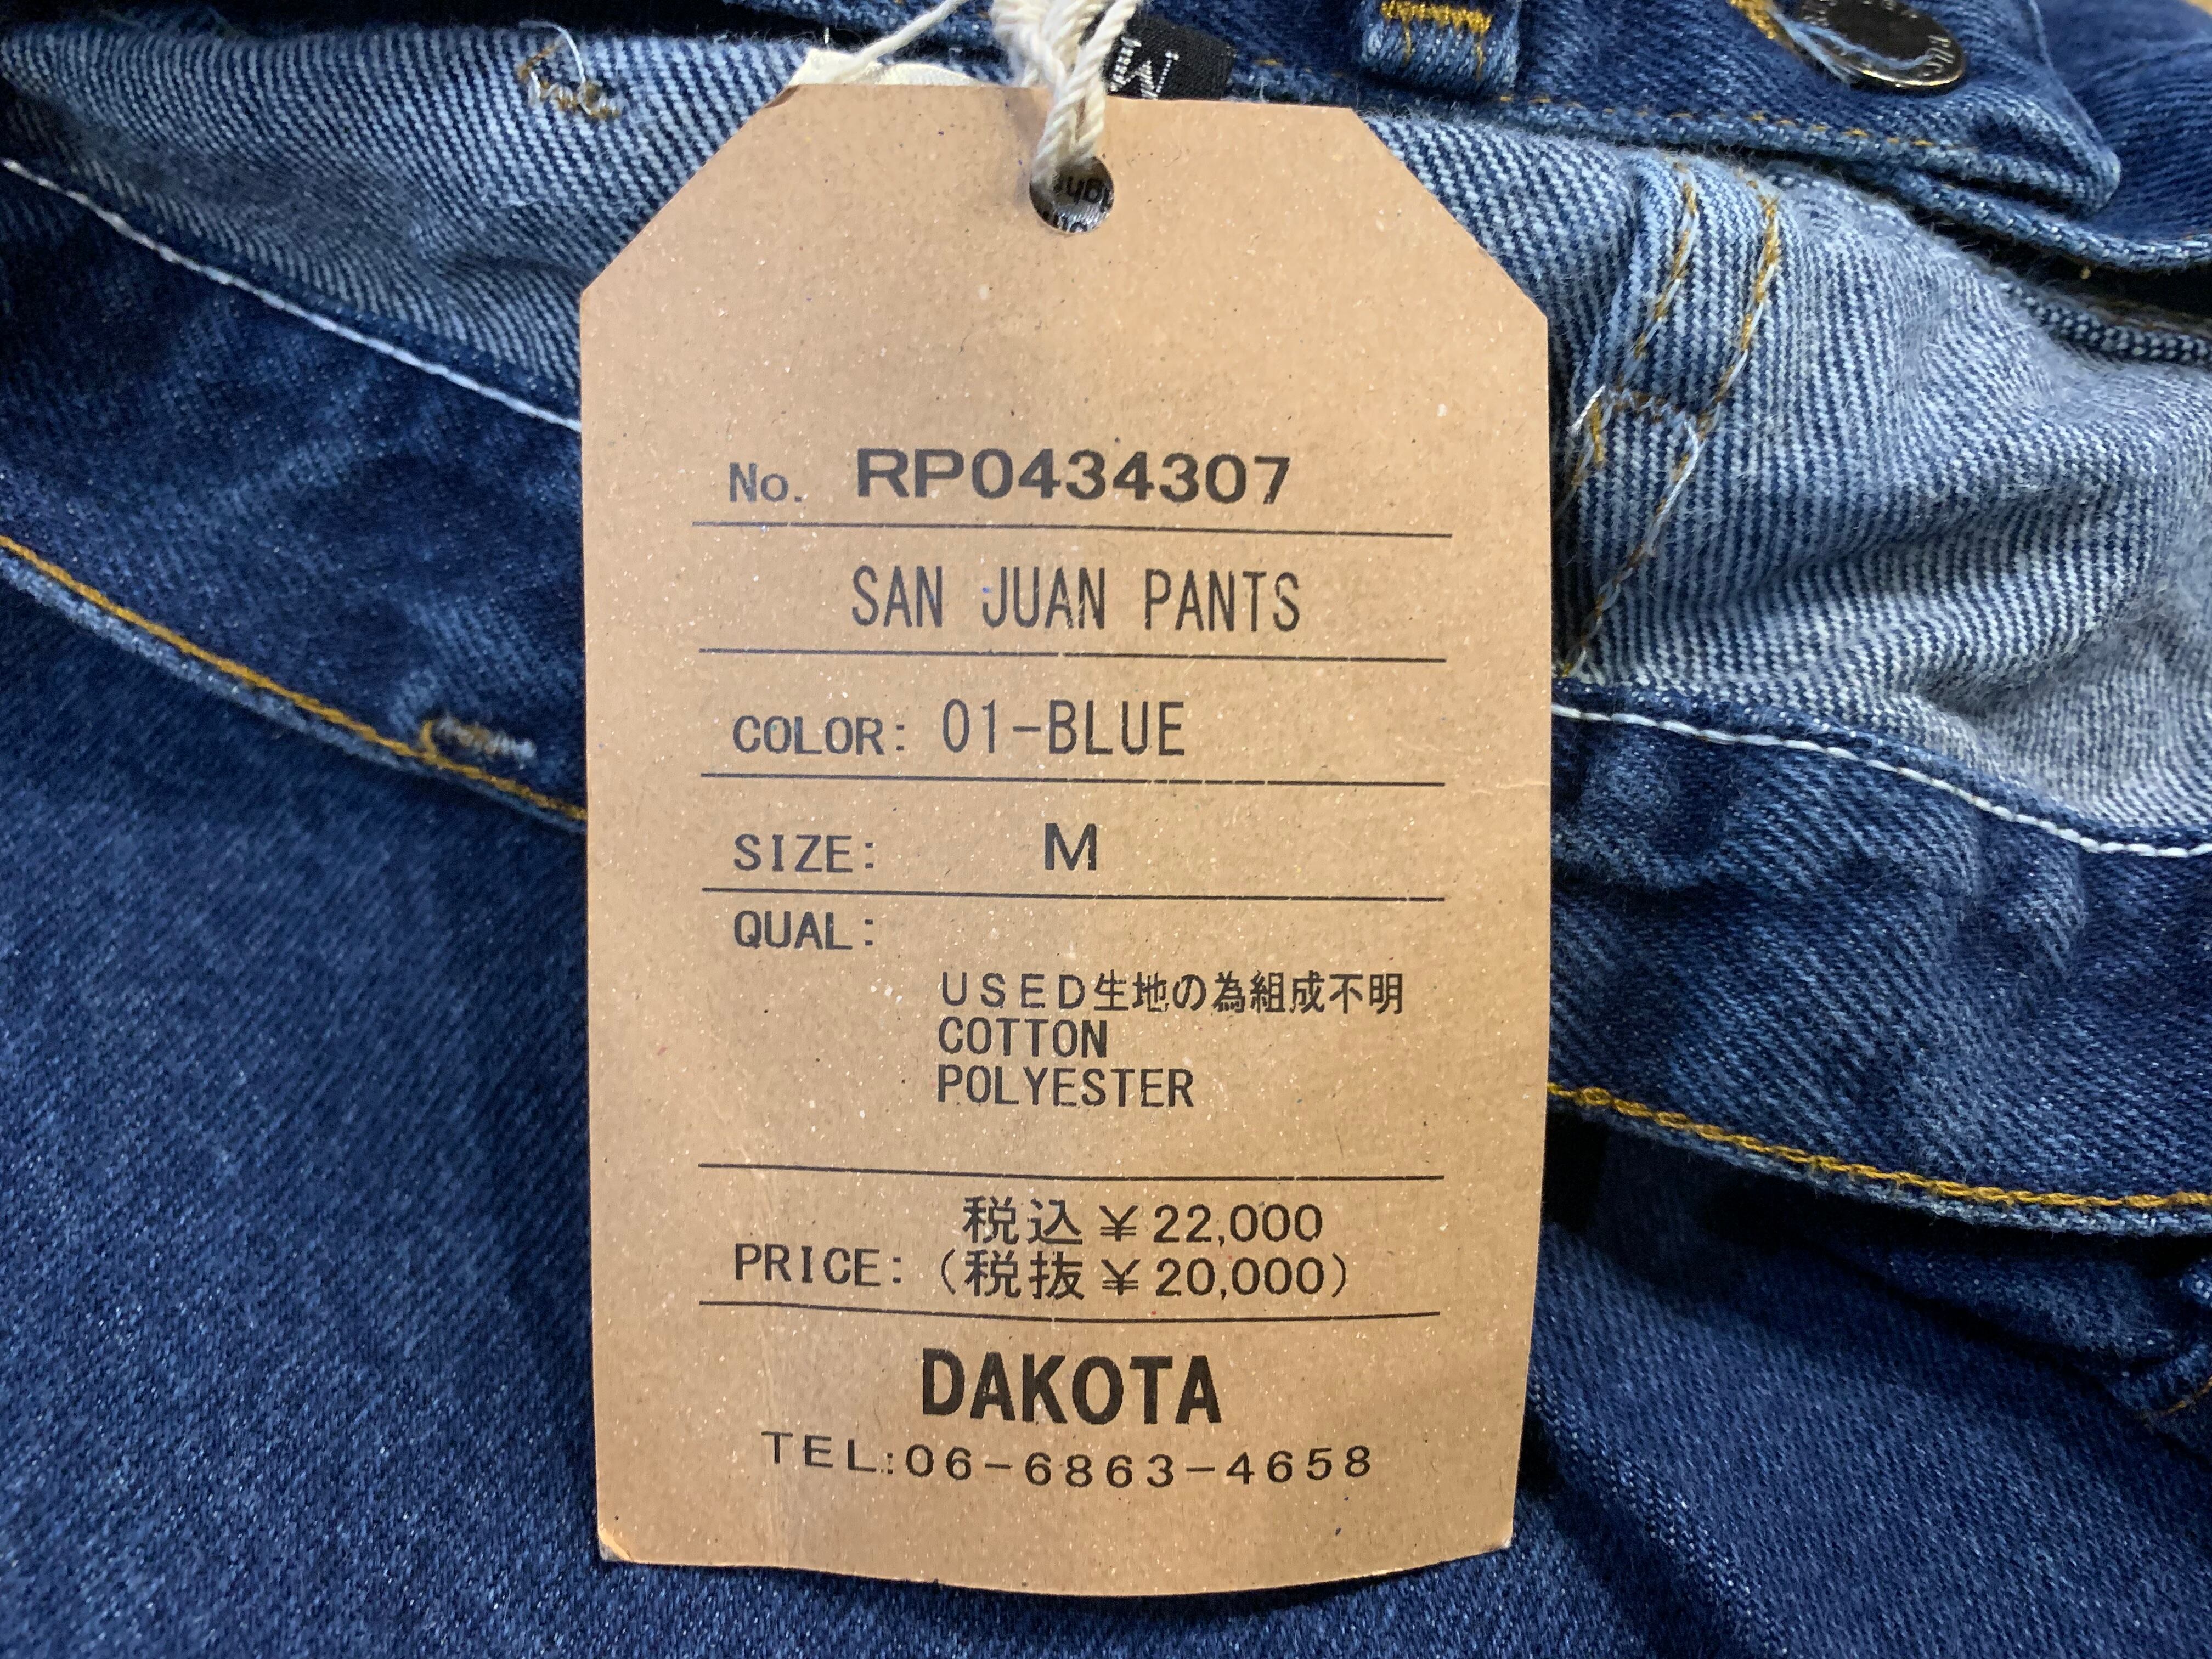 M
No. RP0434307
SAN JUAN PANTS
COLOR: 01-BLUE
SIZE: M
QUAL:
USED生地の為組成不明
COTTON
POLYESTER
税込￥22,000
PRICE: (税抜￥20,000)
DAKOTA
TEL:06-6863-4658